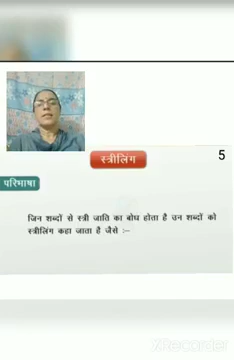 स्त्रीलिंग
5
परिभाषा
जिन शब्दों से स्त्री जाति का बोध होता है उन शब्दों को
स्त्रीलिंग कहा जाता है जैसे :–
XRecorder